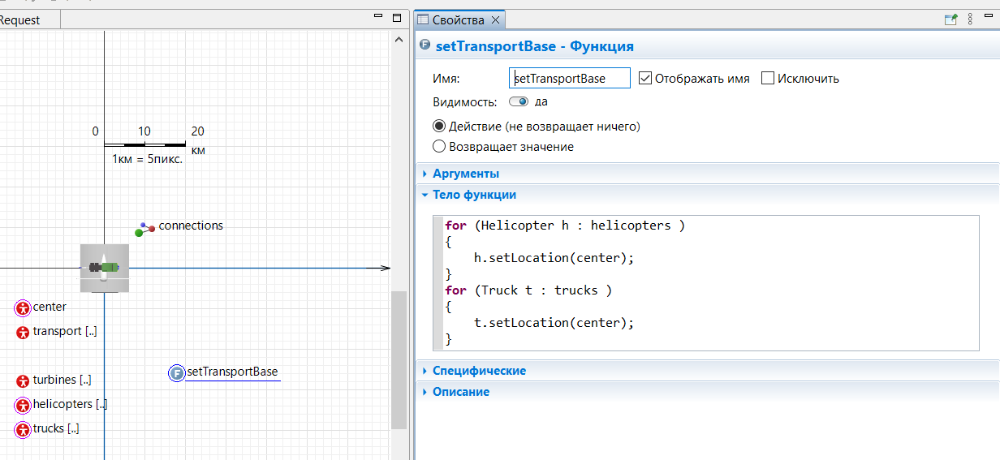 Request
0 10 20
км
1км = 5пикс.
connections
center
transport [..]
turbines [..]
setTransportBase
helicopters [..]
trucks [..]
Свойства
setTransportBase - Функция
Имя: setTransportBase Отображать имя Исключить
Видимость: да
Действие (не возвращает ничего)
Возвращает значение
Аргументы
Тело функции
for (Helicopter h : helicopters )
{
h.setLocation(center);
}
for (Truck t : trucks )
{
t.setLocation(center);
}
Специфические
Описание